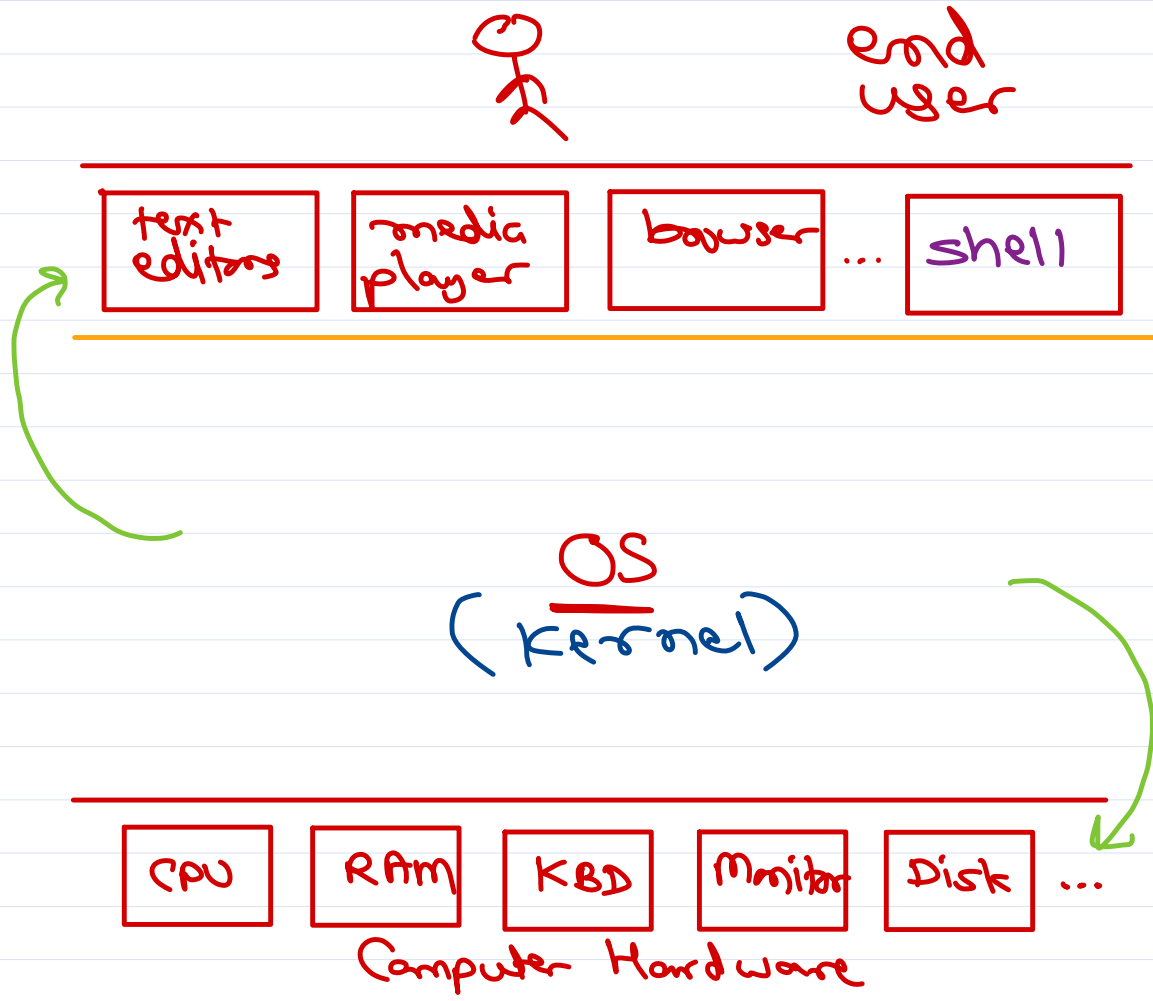 end
user
text
editors
media
player
browser
...
shell
OS
(kernel)
CPU
RAM
KBD
Monitor
Disk
...
Computer Hardware